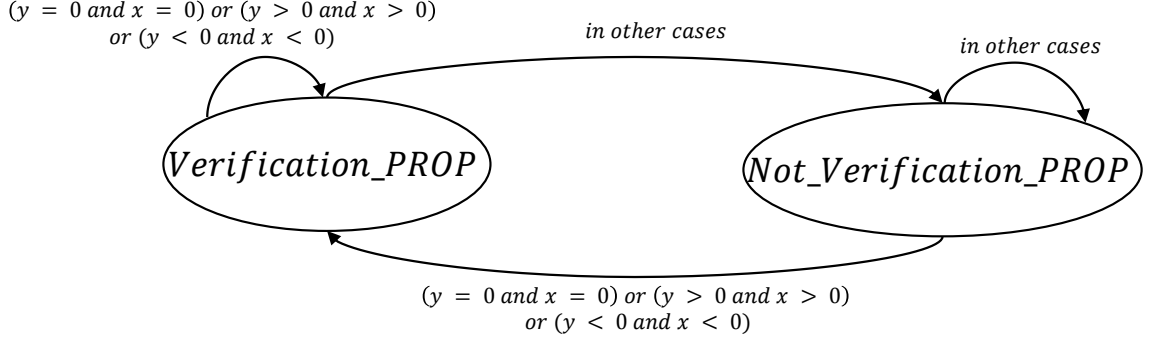 (y = 0 and x = 0) or (y > 0 and x > 0)
or (y < 0 and x < 0)
in other cases
in other cases
Verification_PROP
Not_Verification_PROP
(y = 0 and x = 0) or (y > 0 and x > 0)
or (y < 0 and x < 0)